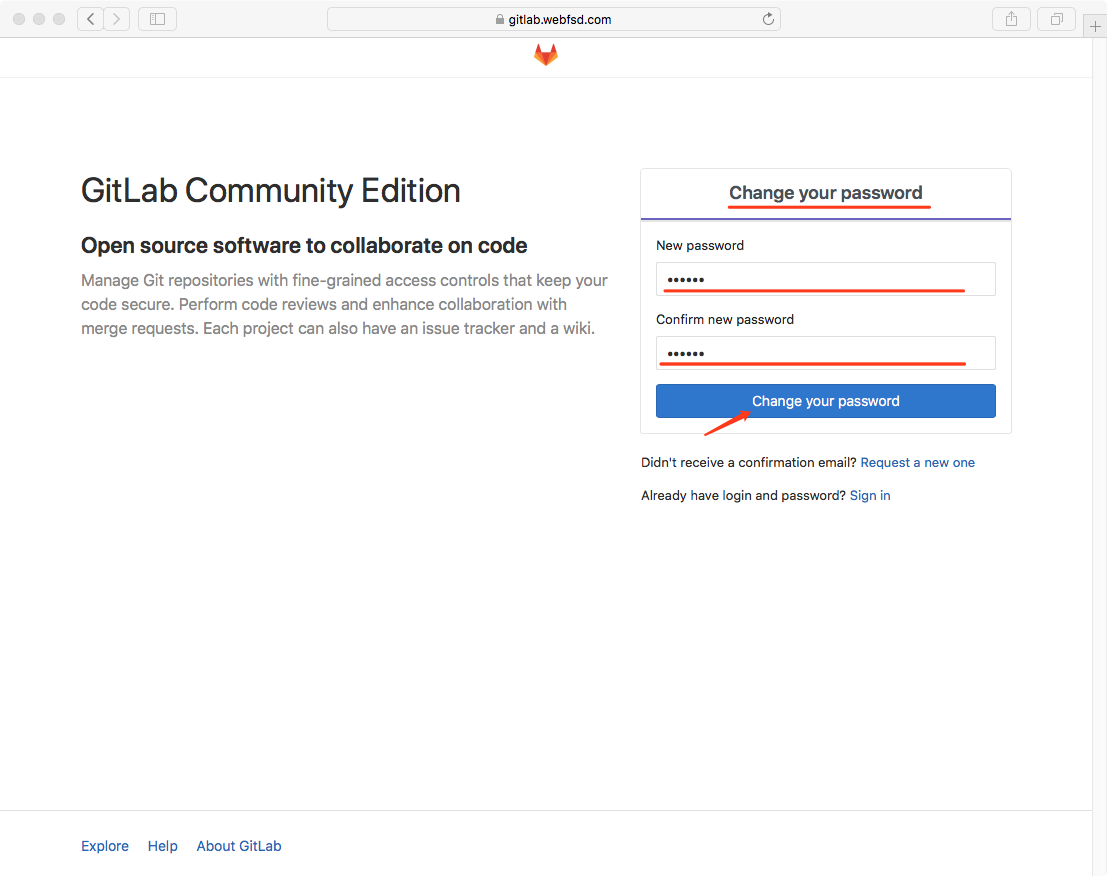 gitlab.webfsd.com
GitLab Community Edition
Open source software to collaborate on code
Manage Git repositories with fine-grained access controls that keep your
code secure. Perform code reviews and enhance collaboration with
merge requests. Each project can also have an issue tracker and a wiki.
Change your password
New password
••••••
Confirm new password
••••••
Change your password
Didn't receive a confirmation email? Request a new one
Already have login and password? Sign in
Explore Help About GitLab